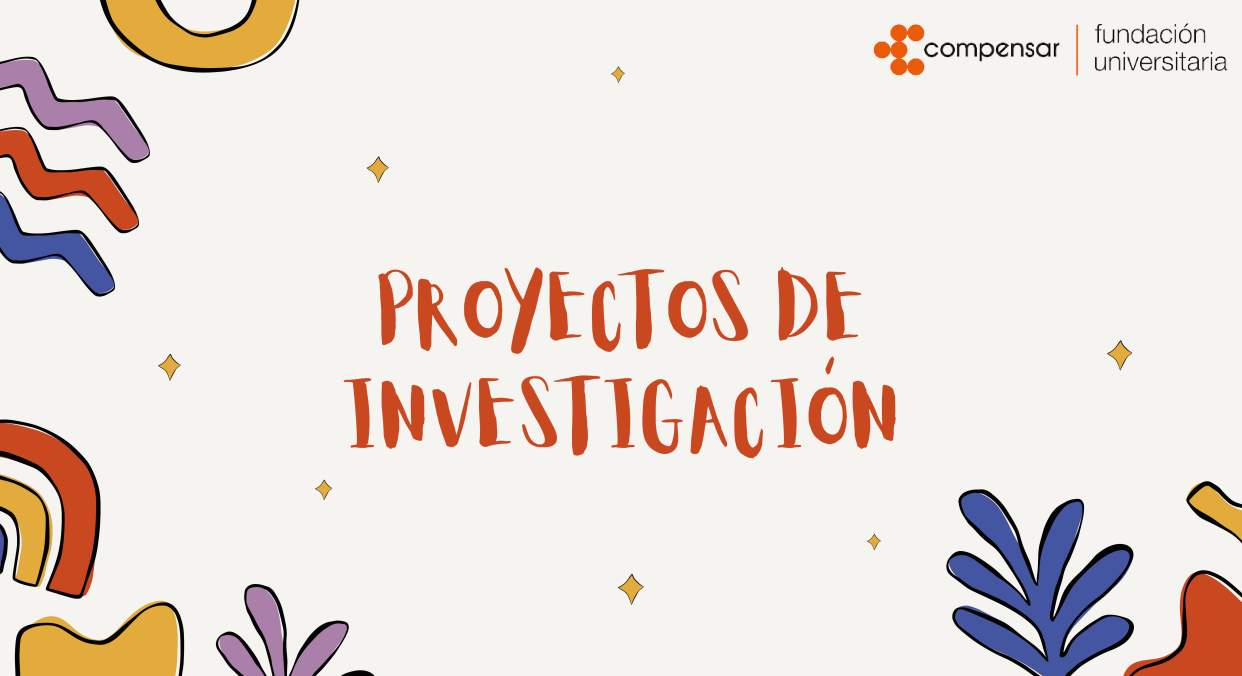 compensar
fundación
universitaria
PROYECTOS DE
INVESTIGACIÓN